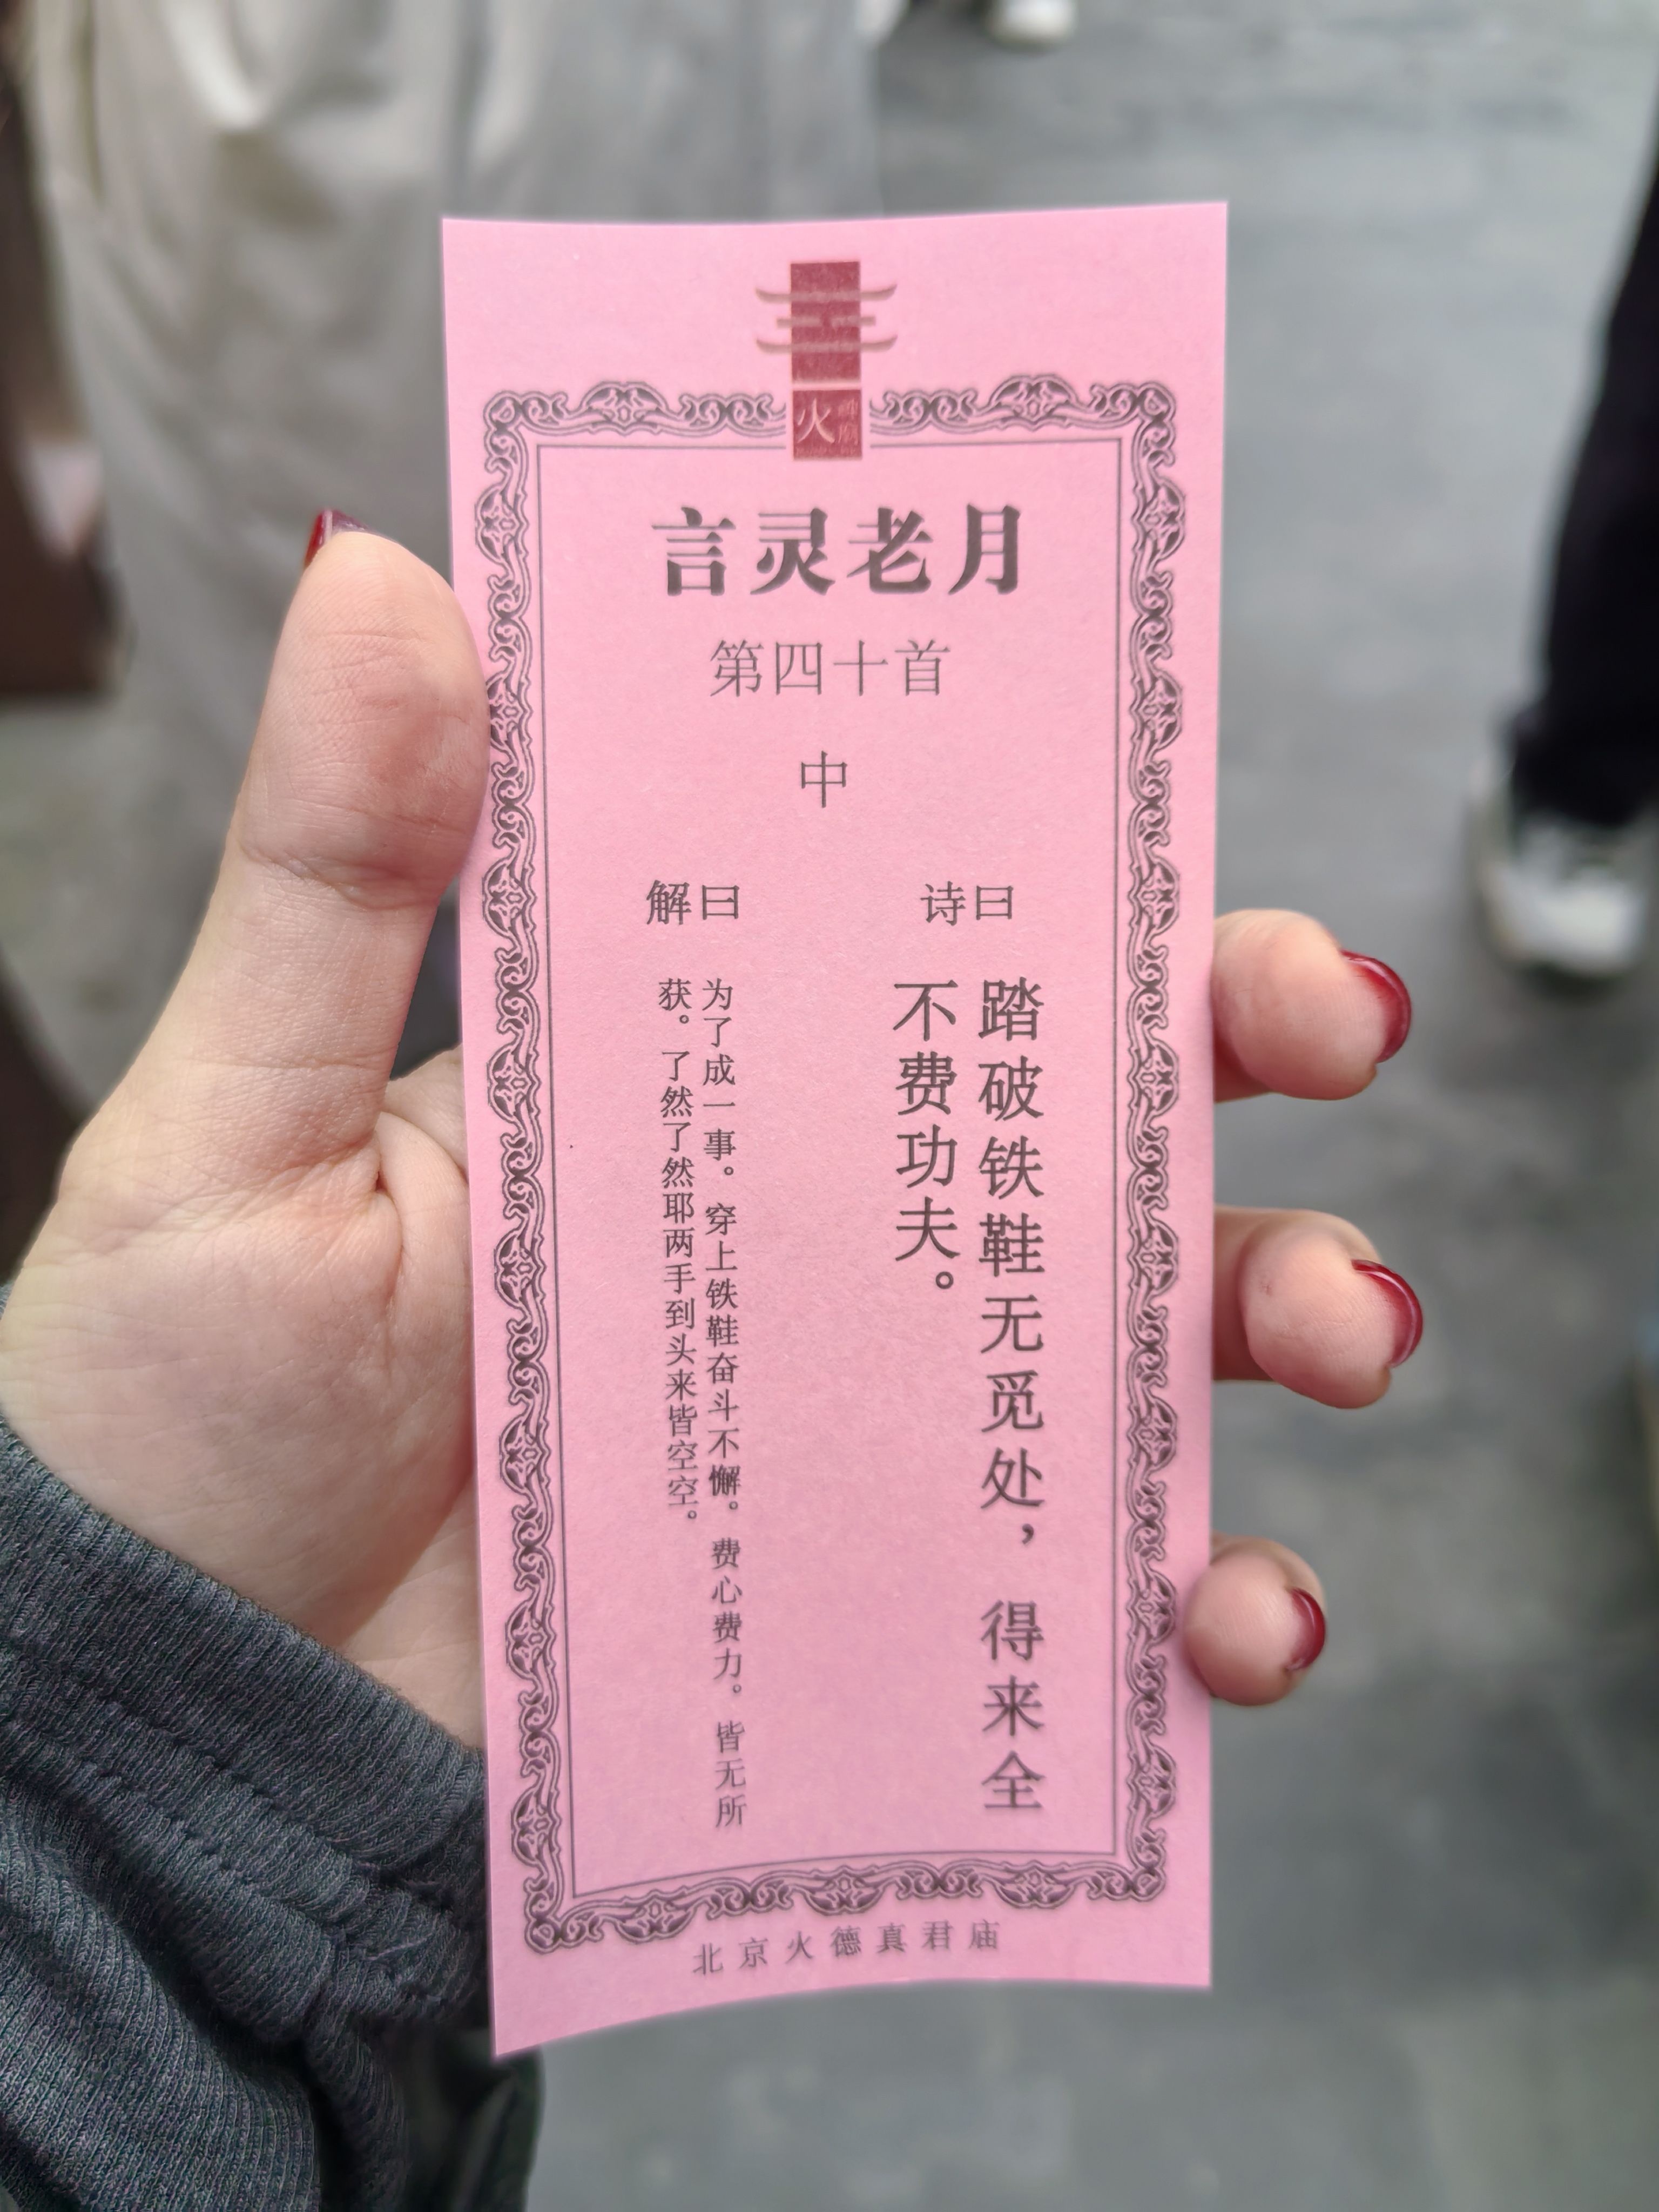 火神廟
言灵老月
第四十首
中
诗曰
踏破铁鞋无觅处，得来全
不费功夫。
解曰
为了成一事。穿上铁鞋奋斗不懈。费心费力。皆无所
获。了然了然耶两手到头来皆空空。
北京火德真君庙